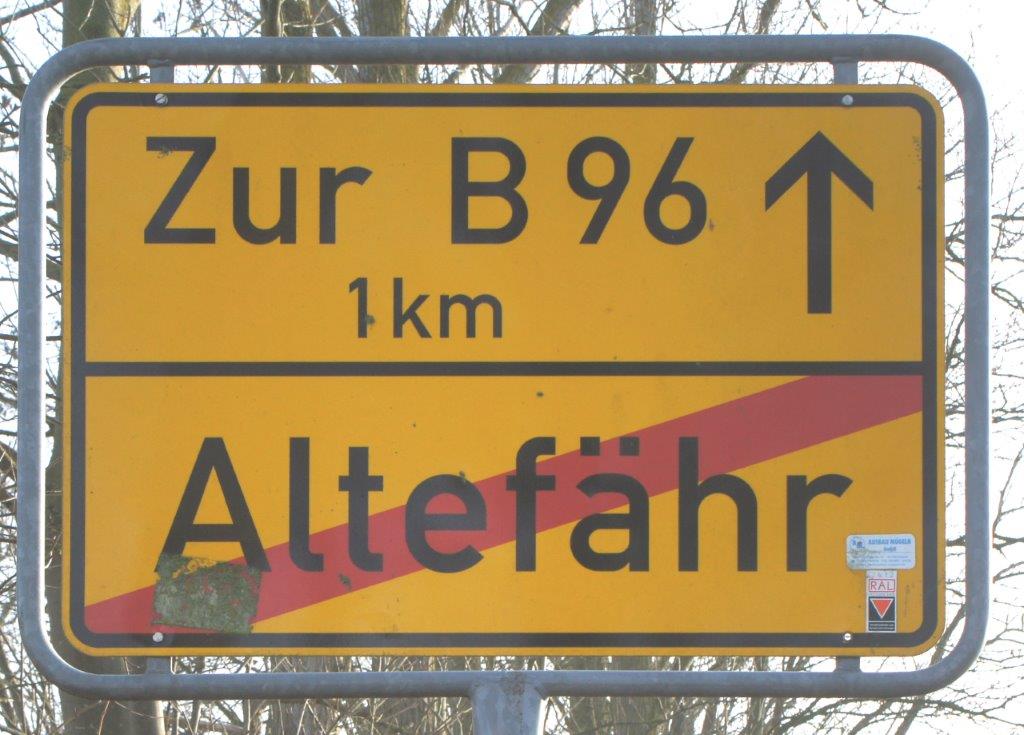 Zur B 96
1 km
Altefähr
RAL